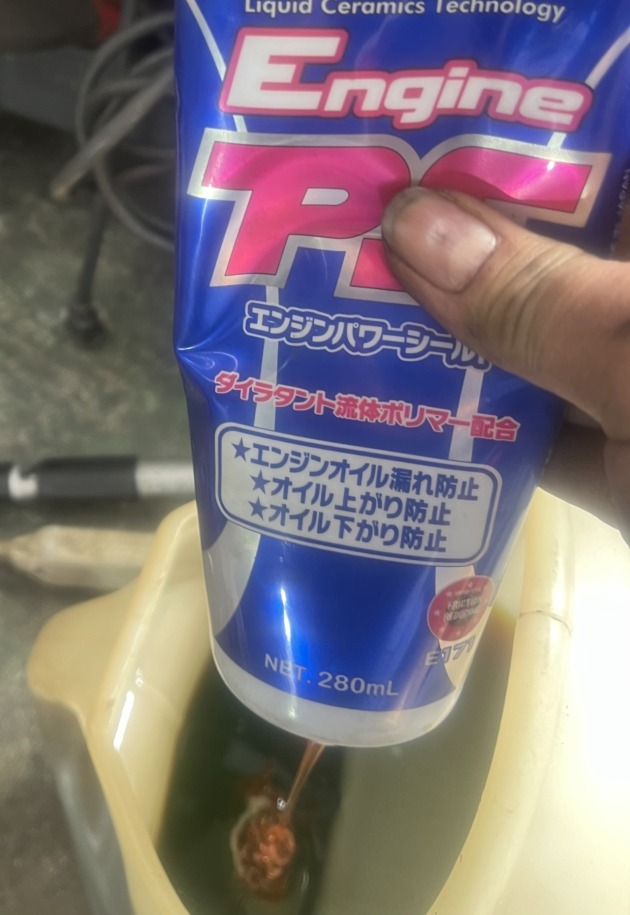 Liquid Ceramics Technology
Engine
エンジンパワーシール
ダイラタント流体ポリマー配合
★エンジンオイル漏れ防止
★オイル上がり防止
★オイル下がり防止
E171
NET. 280mL